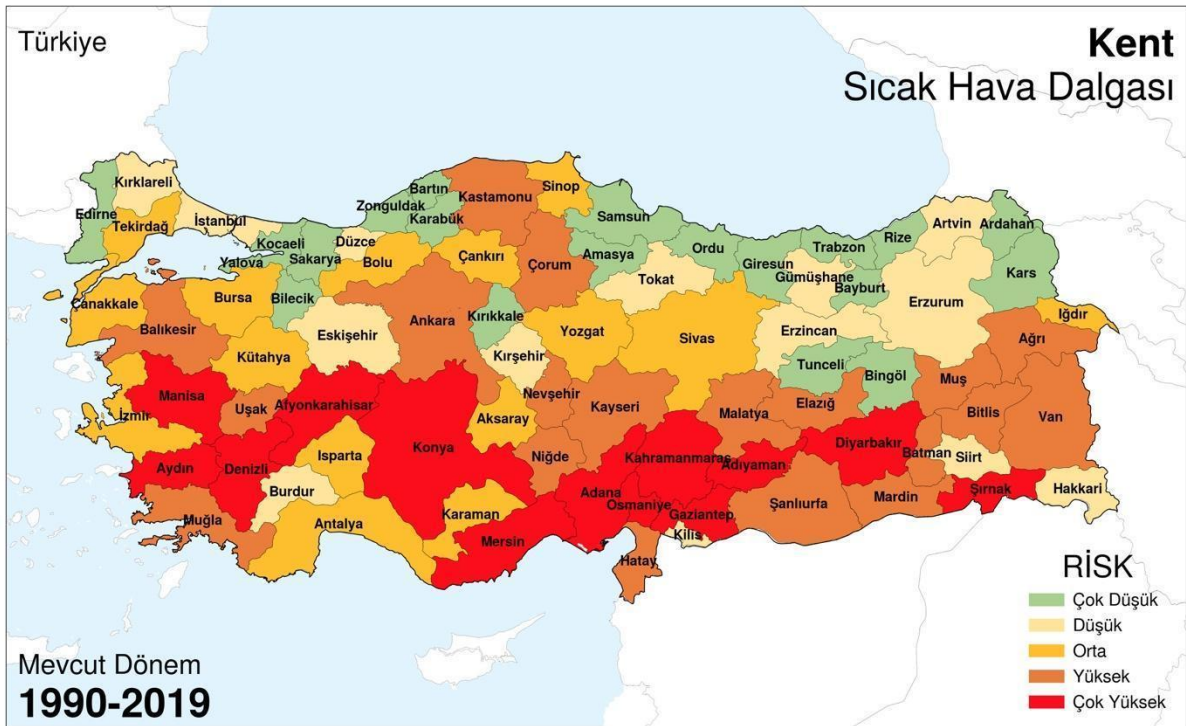 Türkiye
Kent
Sıcak Hava Dalgası
Kırklareli
Edirne
Tekirdağ
İstanbul
Kocaeli
Yalova
Sakarya
Düzce
Zonguldak
Bartın
Karabük
Kastamonu
Sinop
Samsun
Bolu
Çankırı
Çorum
Amasya
Ordu
Giresun
Trabzon
Rize
Artvin
Ardahan
Kars
Tokat
Gümüşhane
Bayburt
Erzurum
Çanakkale
Bursa
Bilecik
Balıkesir
Kütahya
Eskişehir
Ankara
Kırıkkale
Kırşehir
Yozgat
Sivas
Erzincan
Iğdır
Ağrı
Tunceli
Bingöl
Muş
Manisa
Uşak
Afyonkarahisar
İzmir
Nevşehir
Aksaray
Kayseri
Malatya
Elazığ
Bitlis
Van
Konya
Isparta
Niğde
Kahramanmaraş
Adıyaman
Diyarbakır
Batman
Siirt
Aydın
Denizli
Burdur
Adana
Osmaniye
Gaziantep
Şanlıurfa
Mardin
Şırnak
Hakkari
Muğla
Antalya
Karaman
Mersin
Kilis
Hatay
RİSK
Çok Düşük
Düşük
Orta
Yüksek
Çok Yüksek
Mevcut Dönem
1990-2019